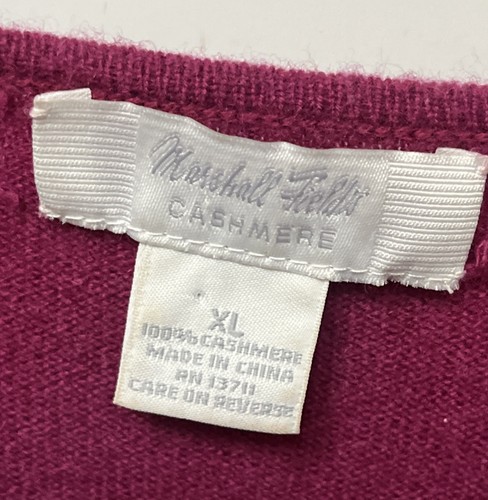 Marshall Field's
CASHMERE
XL
100% CASHMERE
MADE IN CHINA
RN 13711
CARE ON REVERSE